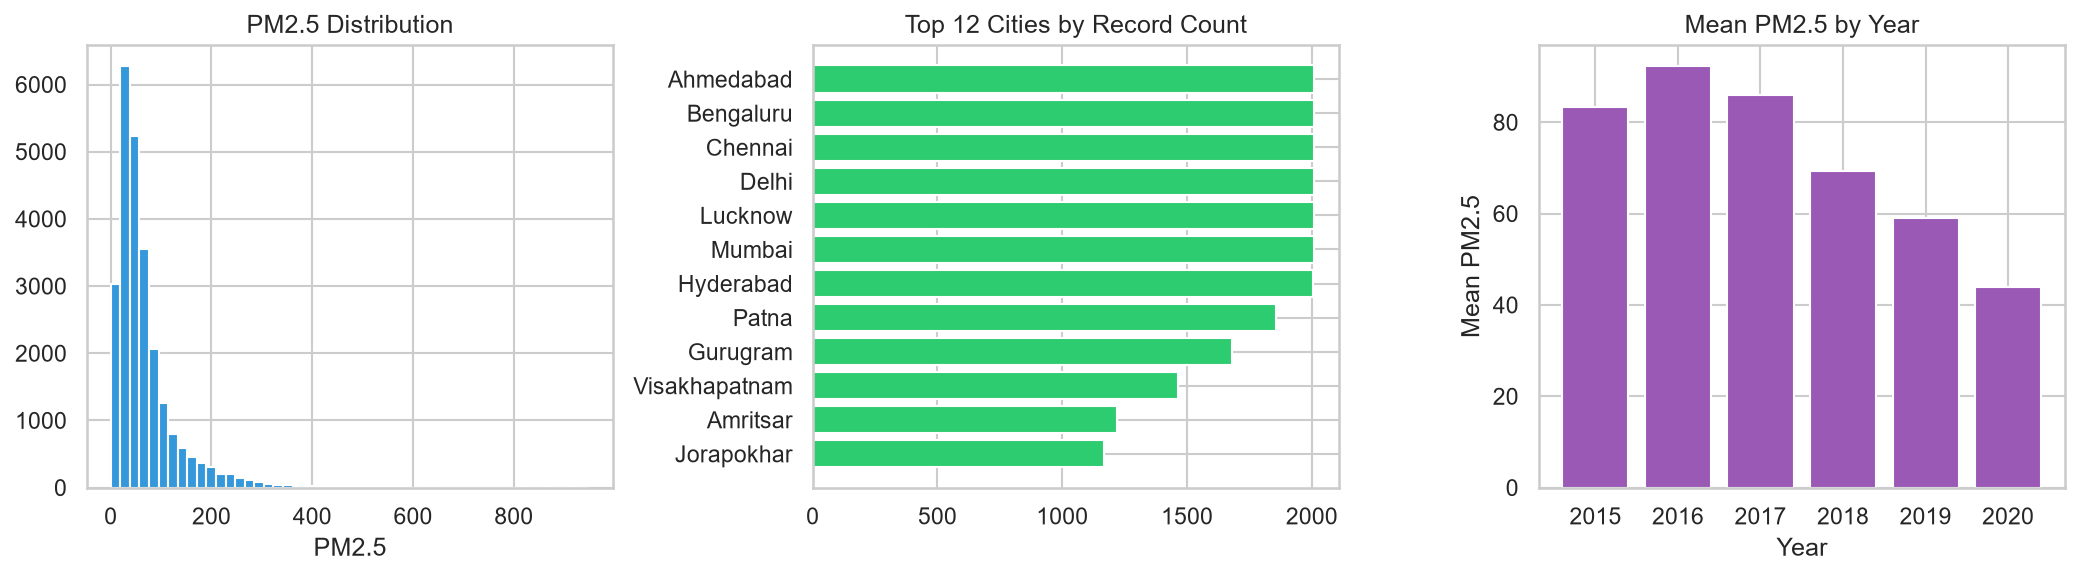 PM2.5 Distribution
6000
5000
4000
3000
2000
1000
0
0 200 400 600 800
PM2.5
Top 12 Cities by Record Count
Ahmedabad
Bengaluru
Chennai
Delhi
Lucknow
Mumbai
Hyderabad
Patna
Gurugram
Visakhapatnam
Amritsar
Jorapokhar
0 500 1000 1500 2000
Mean PM2.5 by Year
Mean PM2.5
80
60
40
20
0
2015 2016 2017 2018 2019 2020
Year